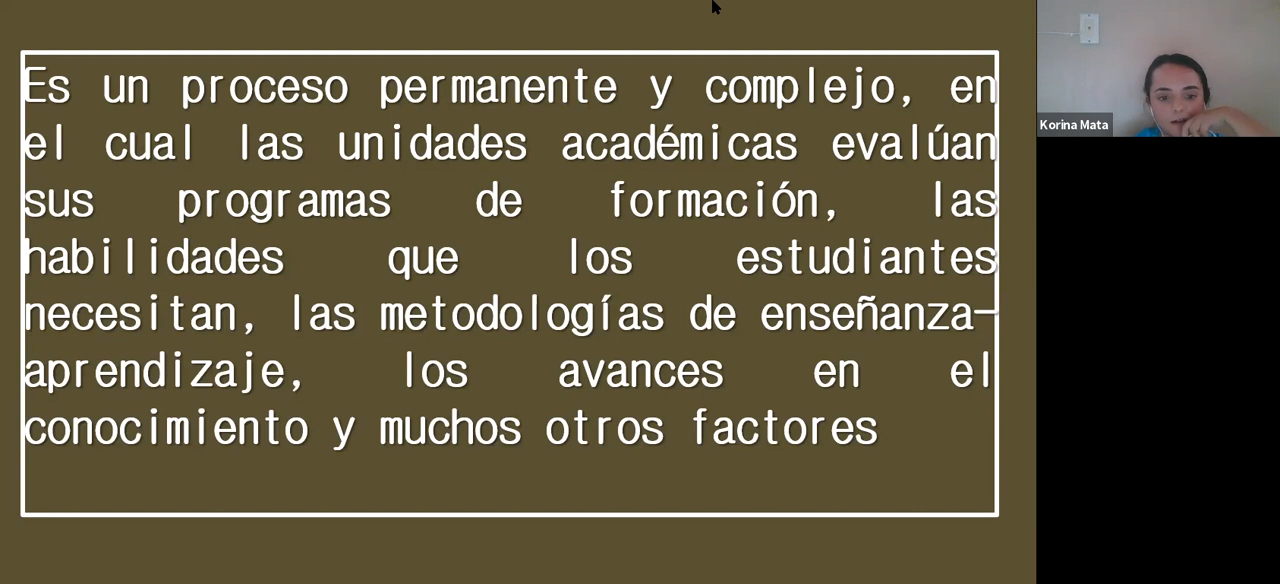 Es un proceso permanente y complejo, en
el cual las unidades académicas evalúan
sus programas de formación, las
habilidades que los estudiantes
necesitan, las metodologías de enseñanza-
aprendizaje, los avances en el
conocimiento y muchos otros factores
Korina Mata